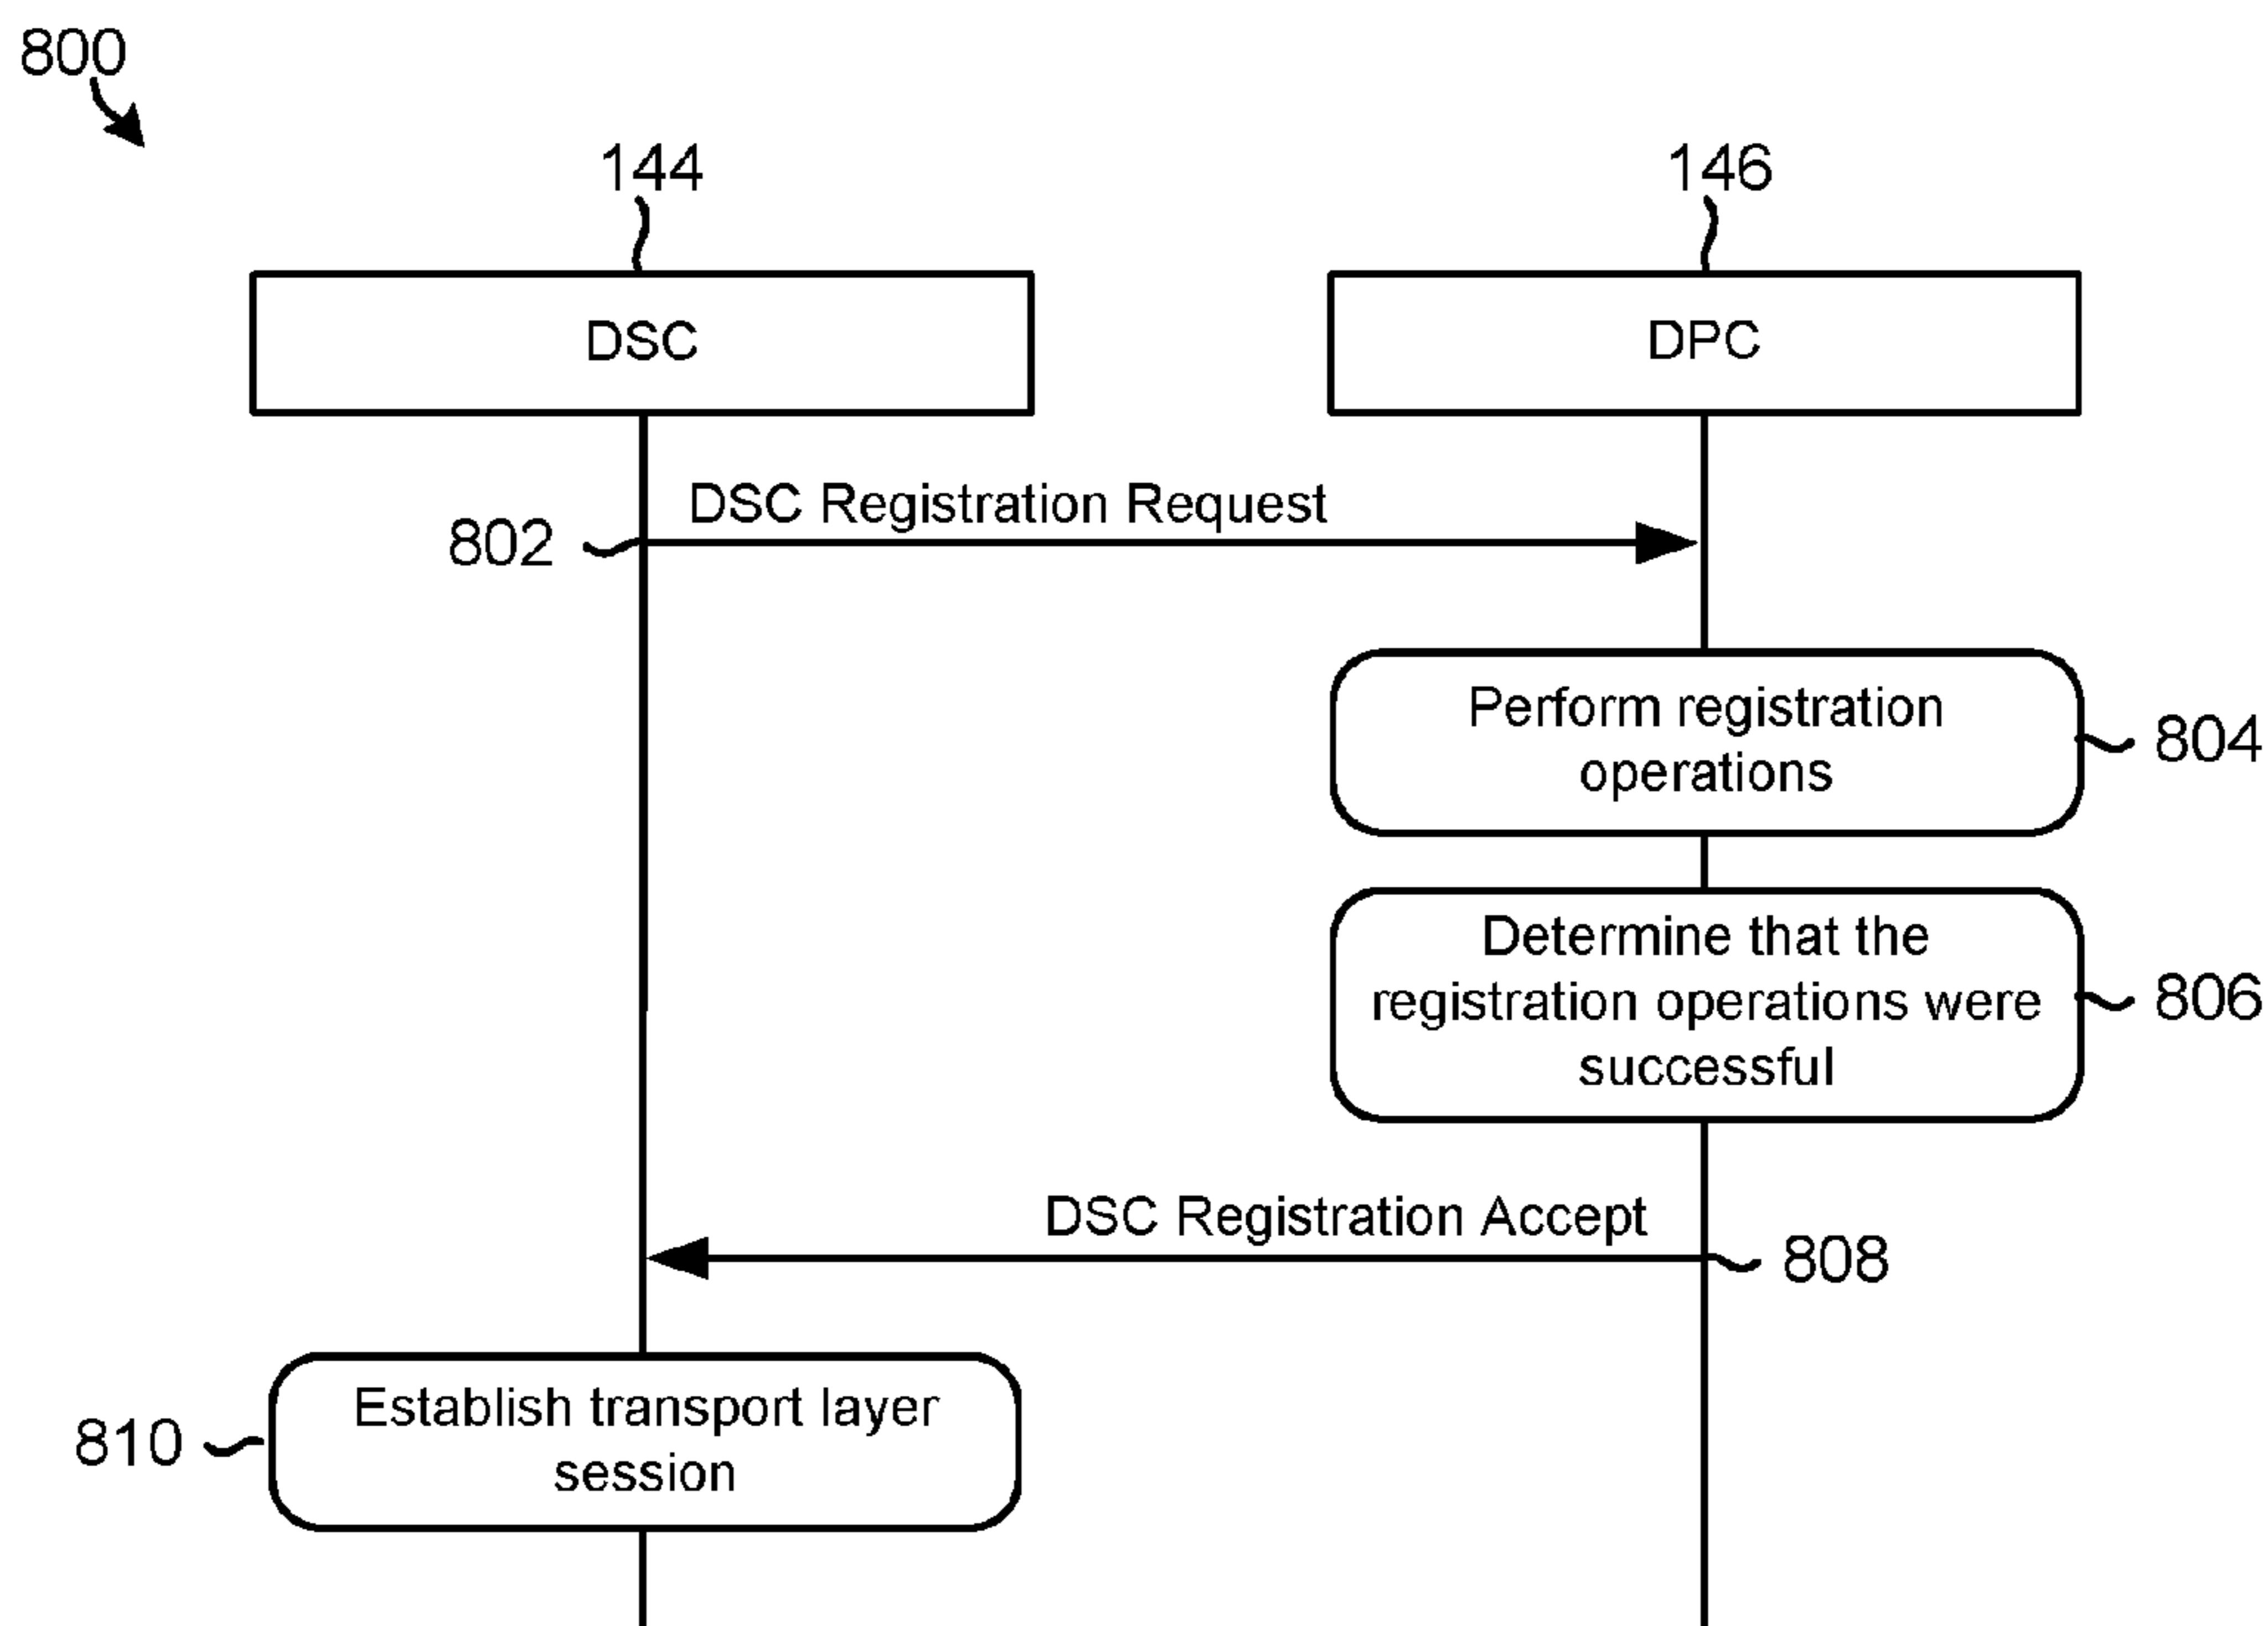 800
144
146
DSC
DPC
DSC Registration Request
802
Perform registration
operations
804
Determine that the
registration operations were
successful
806
DSC Registration Accept
808
Establish transport layer
session
810